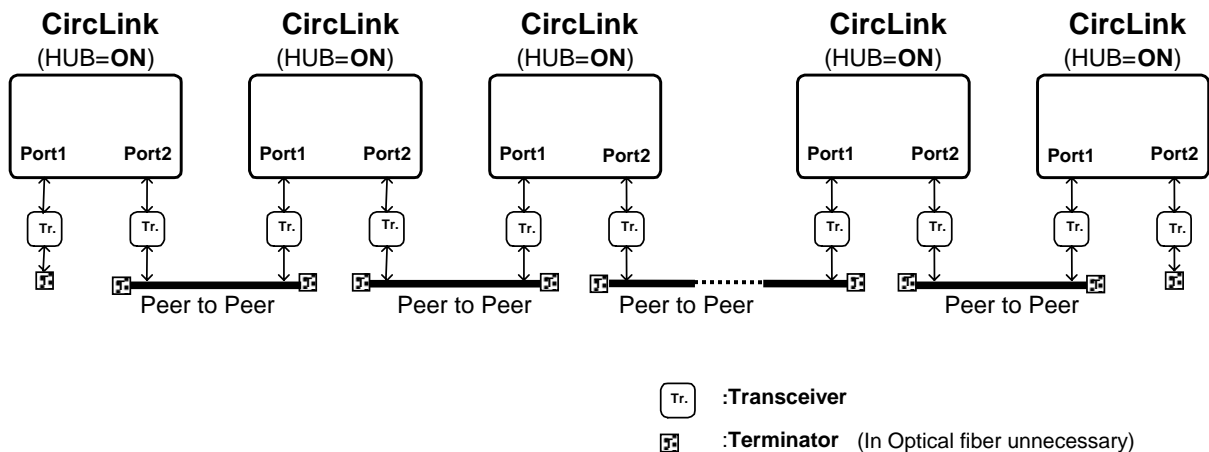 CircLink CircLink CircLink CircLink CircLink
(HUB=ON) (HUB=ON) (HUB=ON) (HUB=ON) (HUB=ON)
Port1 Port2 Port1 Port2 Port1 Port2 Port1 Port2 Port1 Port2
Tr. Tr. Tr. Tr. Tr. Tr. Tr. Tr. Tr. Tr.
T T T T T T T T T T
Peer to Peer Peer to Peer Peer to Peer Peer to Peer
Tr. :Transceiver
T :Terminator (In Optical fiber unnecessary)